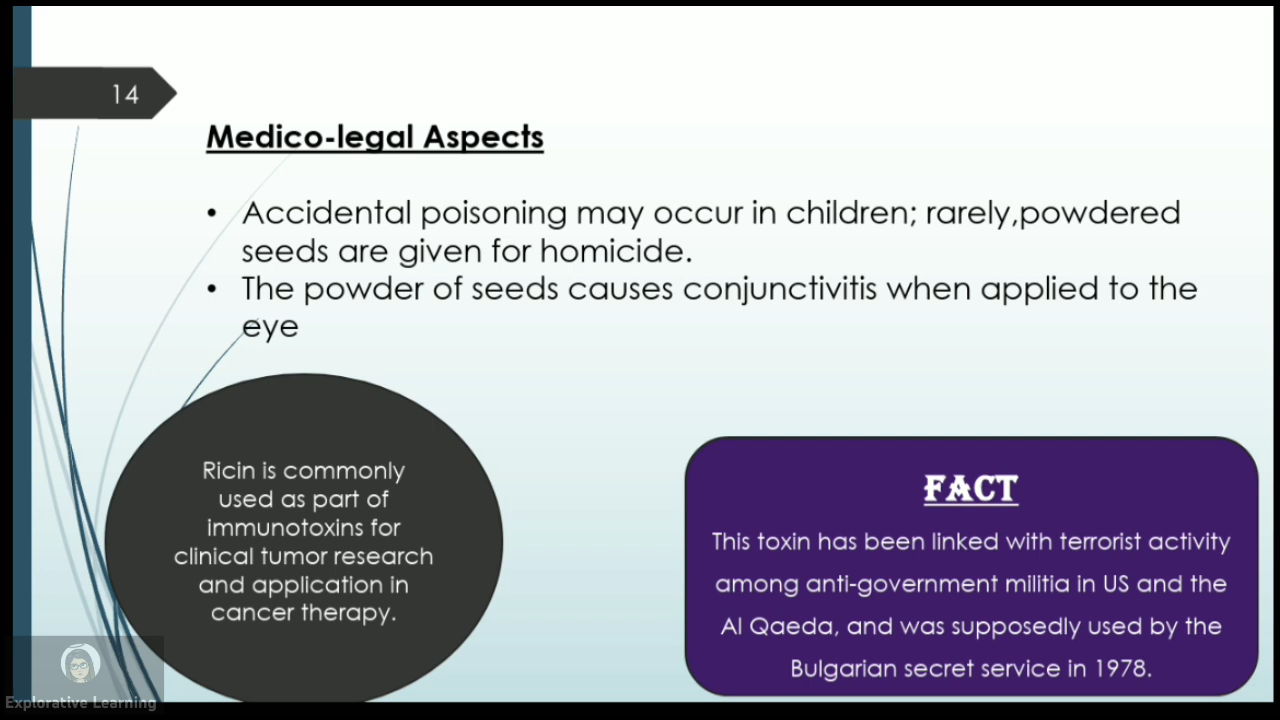 14
Medico-legal Aspects
• Accidental poisoning may occur in children; rarely,powdered
seeds are given for homicide.
• The powder of seeds causes conjunctivitis when applied to the
eye
Ricin is commonly
used as part of
immunotoxins for
clinical tumor research
and application in
cancer therapy.
FACT
This toxin has been linked with terrorist activity
among anti-government militia in US and the
Al Qaeda, and was supposedly used by the
Bulgarian secret service in 1978.
Explorative Learning